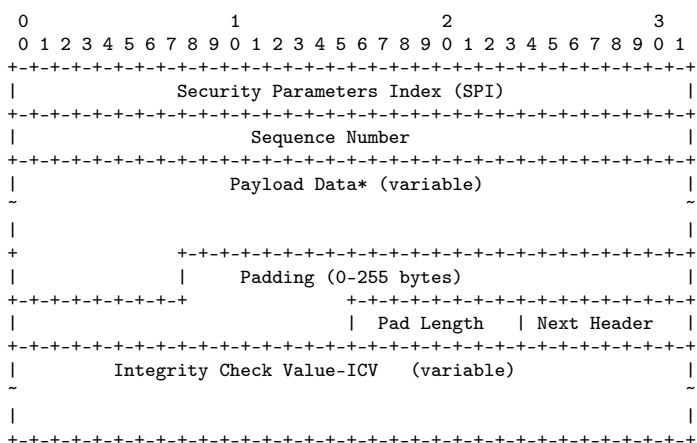 0                   1                   2                   3
 0 1 2 3 4 5 6 7 8 9 0 1 2 3 4 5 6 7 8 9 0 1 2 3 4 5 6 7 8 9 0 1
+-+-+-+-+-+-+-+-+-+-+-+-+-+-+-+-+-+-+-+-+-+-+-+-+-+-+-+-+-+-+-+-+
|               Security Parameters Index (SPI)                 |
+-+-+-+-+-+-+-+-+-+-+-+-+-+-+-+-+-+-+-+-+-+-+-+-+-+-+-+-+-+-+-+-+
|                      Sequence Number                          |
+-+-+-+-+-+-+-+-+-+-+-+-+-+-+-+-+-+-+-+-+-+-+-+-+-+-+-+-+-+-+-+-+
|                    Payload Data* (variable)                   |
~                                                               ~
|                                                               |
+               +-+-+-+-+-+-+-+-+-+-+-+-+-+-+-+-+-+-+-+-+-+-+-+-+
|               |     Padding (0-255 bytes)                     |
+-+-+-+-+-+-+-+-+               +-+-+-+-+-+-+-+-+-+-+-+-+-+-+-+-+
|                               |  Pad Length   | Next Header   |
+-+-+-+-+-+-+-+-+-+-+-+-+-+-+-+-+-+-+-+-+-+-+-+-+-+-+-+-+-+-+-+-+
|         Integrity Check Value-ICV   (variable)                |
~                                                               ~
|                                                               |
+-+-+-+-+-+-+-+-+-+-+-+-+-+-+-+-+-+-+-+-+-+-+-+-+-+-+-+-+-+-+-+-+